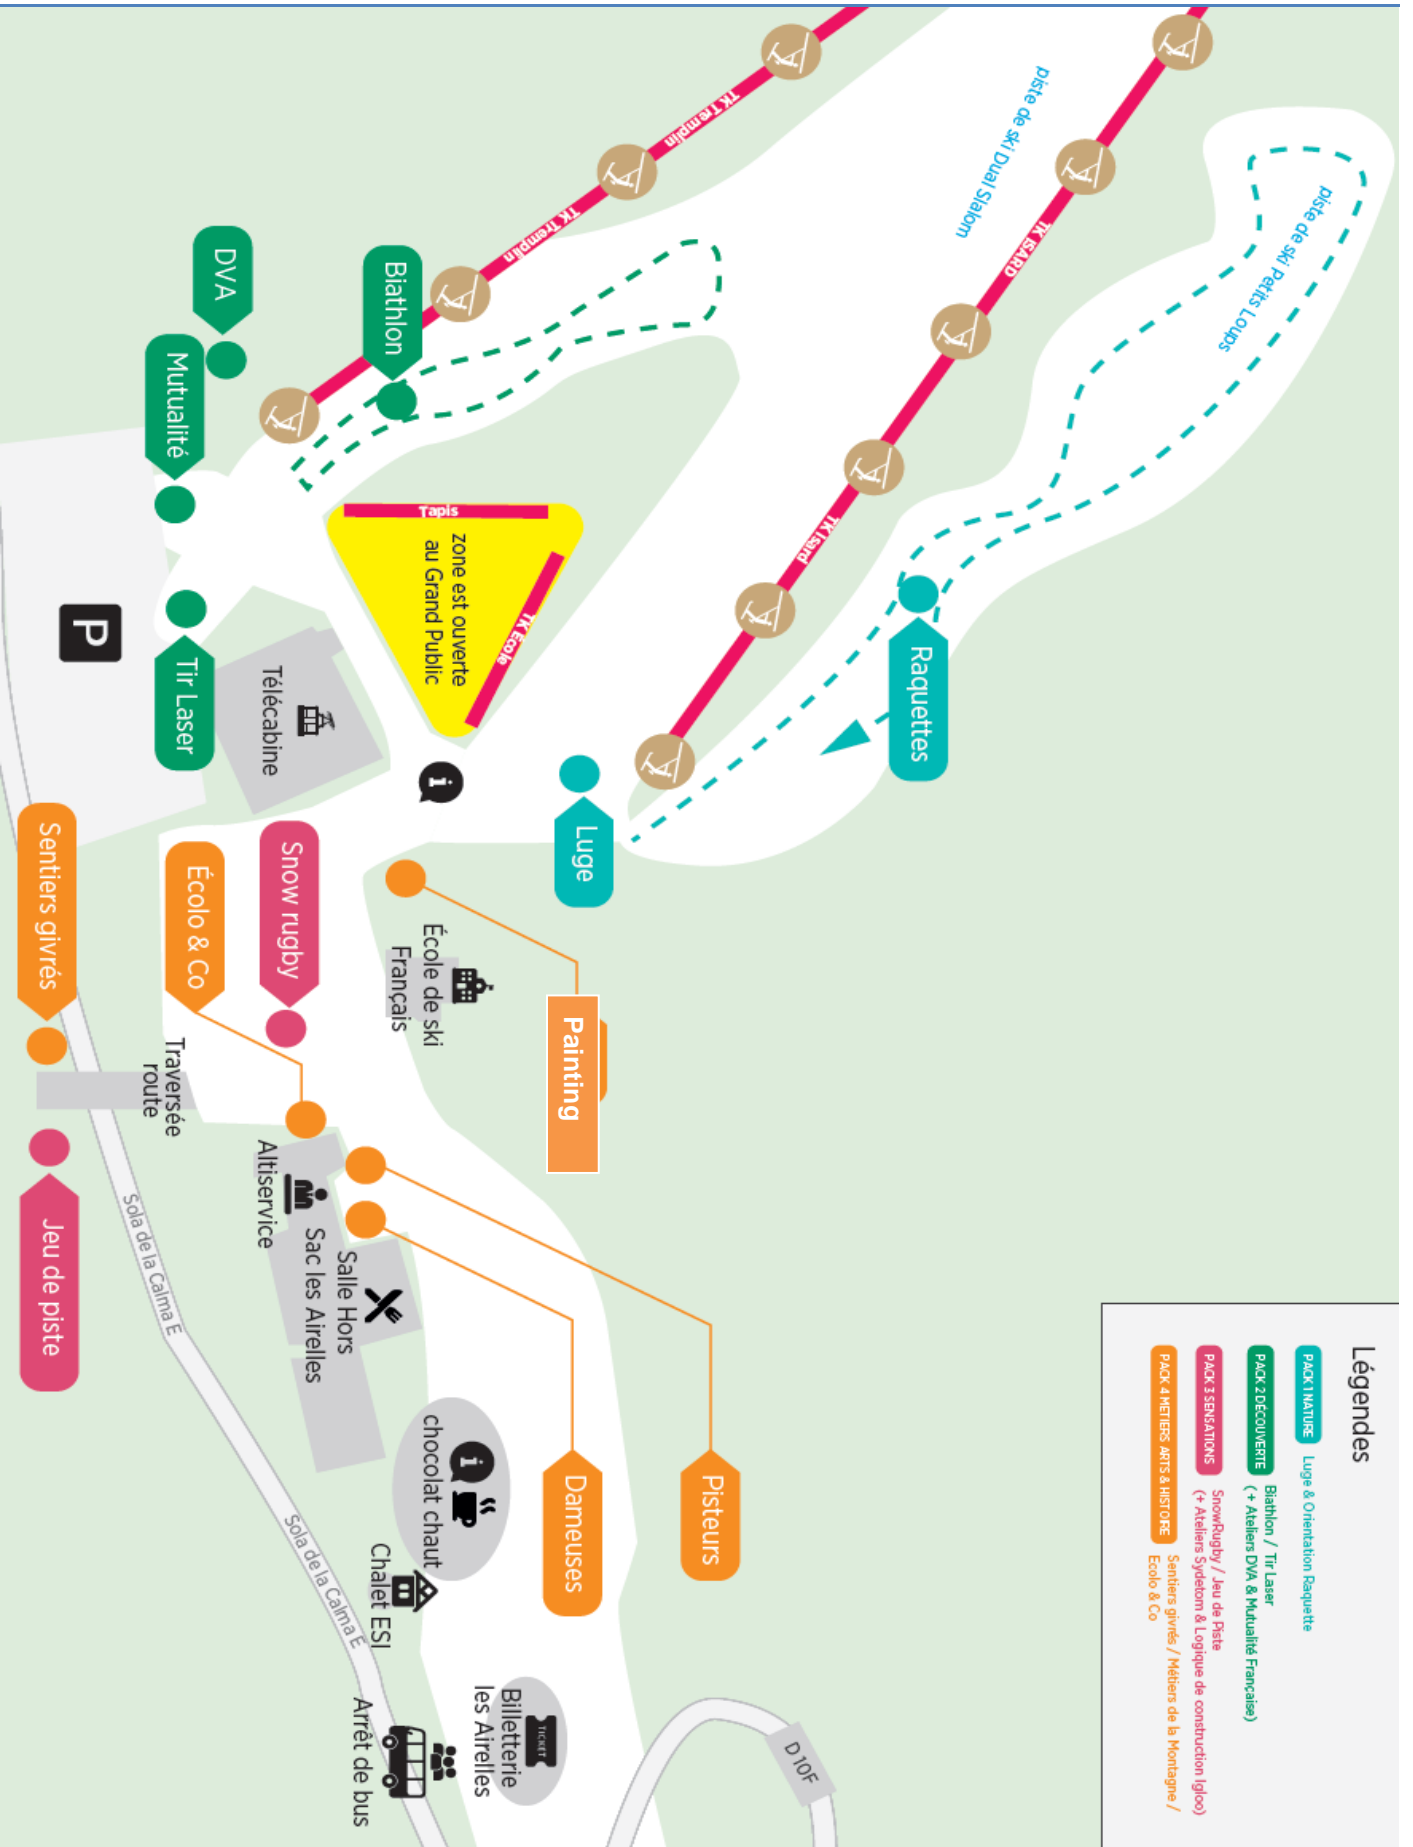 TK Tremplin
TK Tremplin
piste de ski Dual Slalom
TK ISARD
piste de ski Petits Loups
TK Isard
DVA
Biathlon
Mutualité
Tapis
zone est ouverte
au Grand Public
TK Ecole
P
Tir Laser
Télécabine
i
Raquettes
Luge
Sentiers givrés
Écolo & Co
Snow rugby
École de ski
Français
Painting
Traversée
route
Jeu de piste
Altiservice
Salle Hors
Sac les Airelles
Sola de la Calma E
Sola de la Calma E
i
chocolat chaut
Chalet ESI
Dameuses
Pisteurs
TICKET
Billetterie
les Airelles
Arrêt de bus
D 10F
Légendes
PACK 1 NATURE Luge & Orientation Raquette
PACK 2 DÉCOUVERTE Biathlon / Tir Laser
(+ Ateliers DVA & Mutualité Française)
PACK 3 SENSATIONS SnowRugby / Jeu de Piste
(+ Ateliers Sydetom & Logique de construction Igloo)
PACK 4 METIERS ARTS & HISTOIRE Sentiers givrés / Métiers de la Montagne /
Ecolo & Co